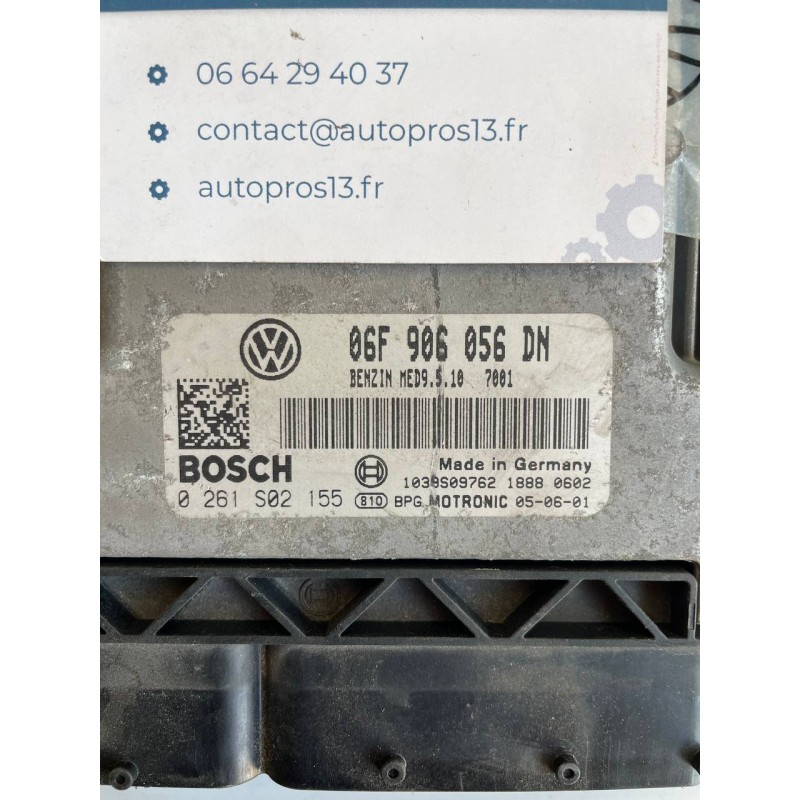 06 64 29 40 37
contact@autopros13.fr
autopros13.fr
06F 906 056 DN
BENZIN MED9.5.10 7001
BOSCH
Made in Germany
1039S09762 1888 0602
0 261 S02 155 810 BPG MOTRONIC 05-06-01